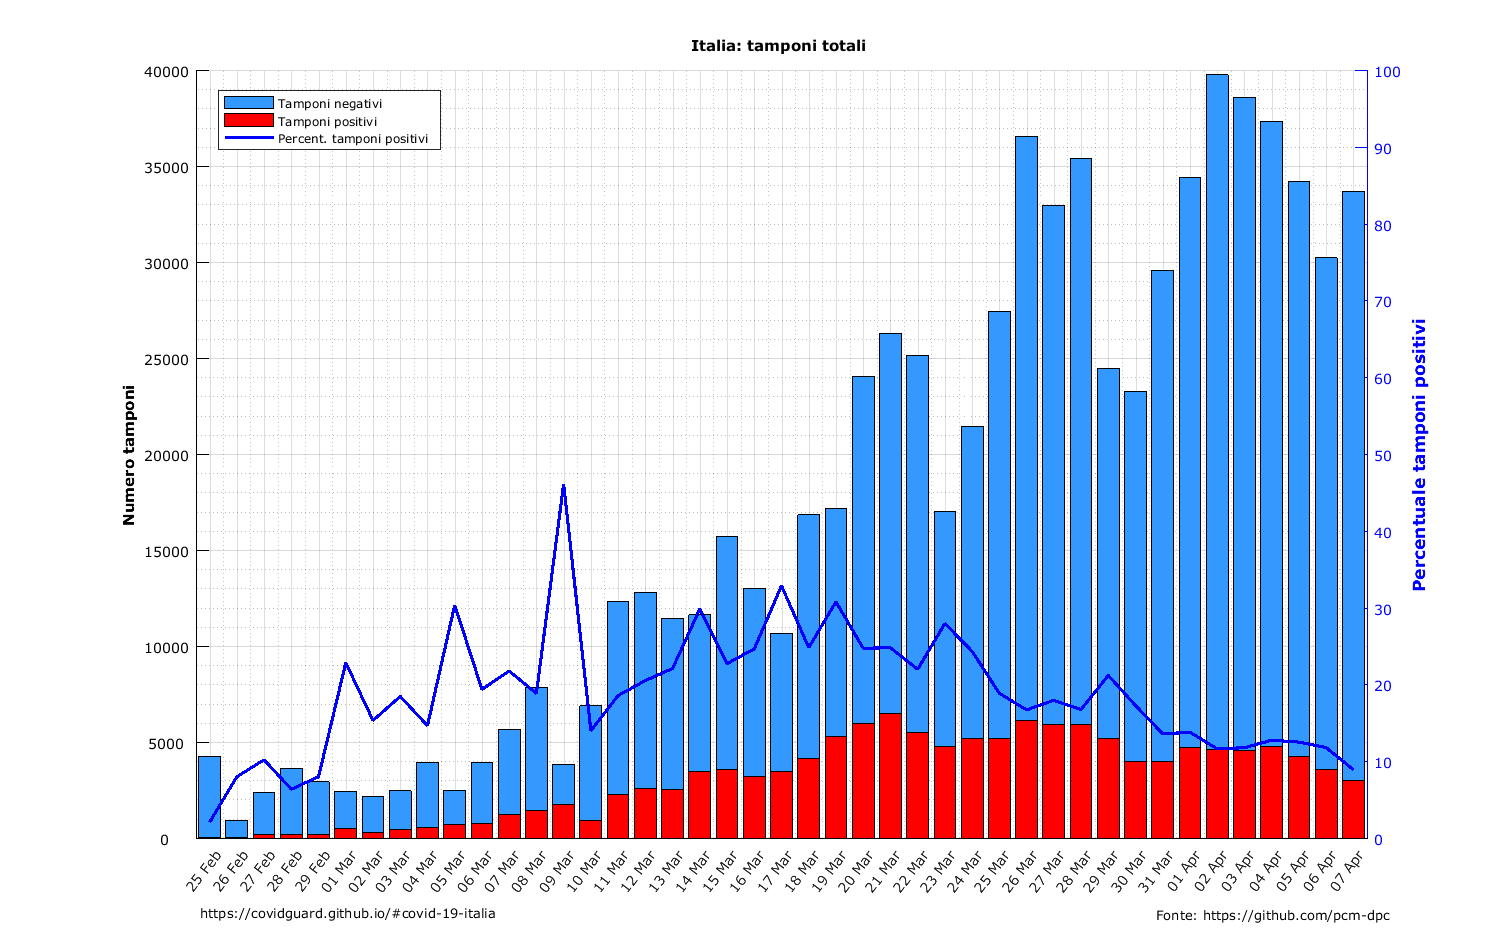 Italia: tamponi totali
Tamponi negativi
Tamponi positivi
Percent. tamponi positivi
Numero tamponi
40000
35000
30000
25000
20000
15000
10000
5000
0
Percentuale tamponi positivi
100
90
80
70
60
50
40
30
20
10
0
25 Feb
26 Feb
27 Feb
28 Feb
29 Feb
01 Mar
02 Mar
03 Mar
04 Mar
05 Mar
06 Mar
07 Mar
08 Mar
09 Mar
10 Mar
11 Mar
12 Mar
13 Mar
14 Mar
15 Mar
16 Mar
17 Mar
18 Mar
19 Mar
20 Mar
21 Mar
22 Mar
23 Mar
24 Mar
25 Mar
26 Mar
27 Mar
28 Mar
29 Mar
30 Mar
31 Mar
01 Apr
02 Apr
03 Apr
04 Apr
05 Apr
06 Apr
07 Apr
https://covidguard.github.io/#covid-19-italia
Fonte: https://github.com/pcm-dpc